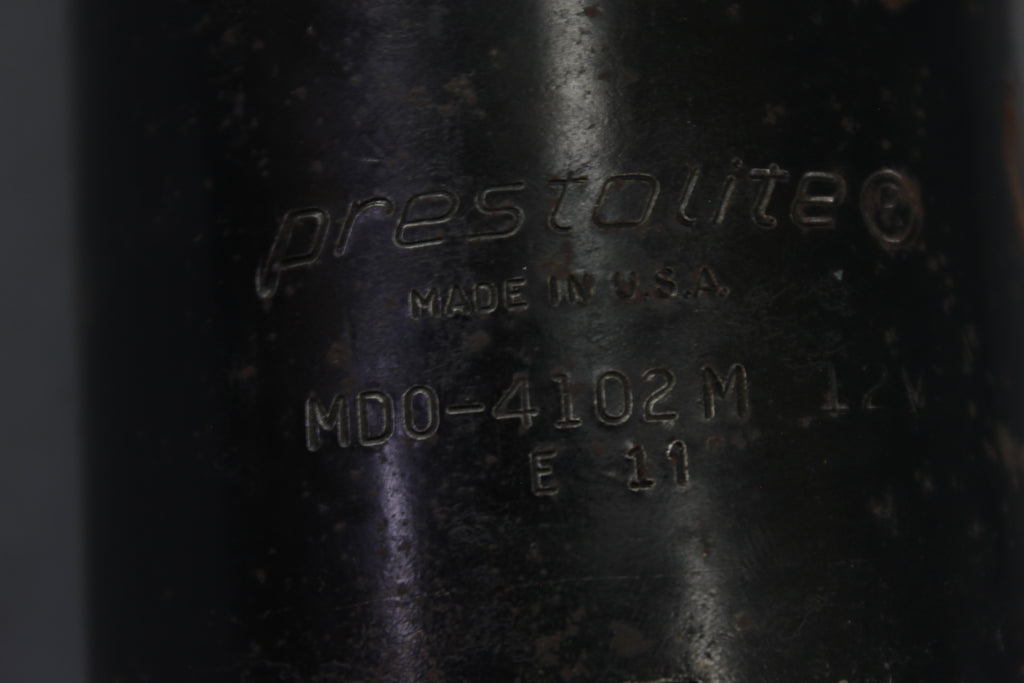 prestolite®
MADE IN U.S.A.
MDO-4102M 12V
E 11